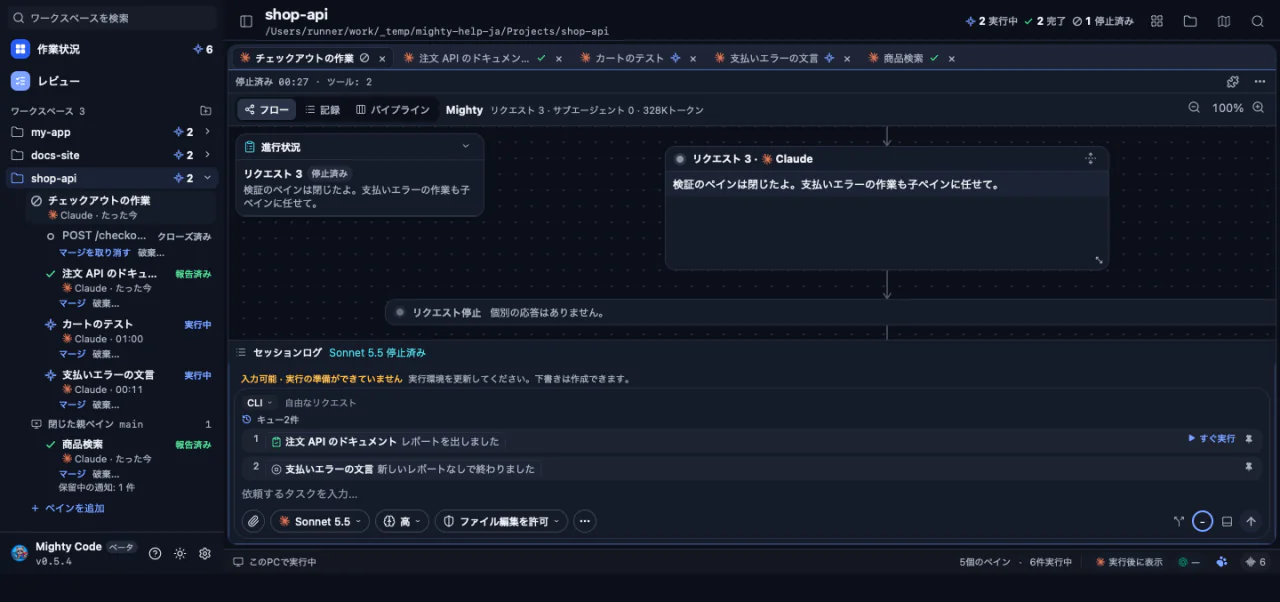 ワークスペースを検索
作業状況 6
レビュー
ワークスペース 3
my-app 2
docs-site 2
shop-api 2
チェックアウトの作業
Claude · たった今
POST /checko... クローズ済み
マージを取り消す 破棄...
注文 API のドキュ... 報告済み
Claude · たった今
マージ 破棄...
カートのテスト 実行中
Claude · 01:00
マージ 破棄...
支払いエラーの文言 実行中
Claude · 00:11
マージ 破棄...
閉じた親ペイン main 1
商品検索 報告済み
Claude · たった今
マージ 破棄...
保留中の通知: 1 件
+ ペインを追加
Mighty Code ベータ
v0.5.4
shop-api
/Users/runner/work/_temp/mighty-help-ja/Projects/shop-api
2 実行中 2 完了 1 停止済み
チェックアウトの作業 注文 API のドキュメン... カートのテスト 支払いエラーの文言 商品検索
停止済み 00:27 · ツール: 2
フロー 記録 パイプライン Mighty リクエスト 3 · サブエージェント 0 · 328Kトークン 100%
進行状況
リクエスト 3 停止済み
検証のペインは閉じたよ。支払いエラーの作業も子
ペインに任せて。
リクエスト 3 · Claude
検証のペインは閉じたよ。支払いエラーの作業も子ペインに任せて。
リクエスト停止 個別の応答はありません。
セッションログ Sonnet 5.5 停止済み
入力可能 · 実行の準備ができていません 実行環境を更新してください。下書きは作成できます。
CLI 自由なリクエスト
キュー2件
1 注文 API のドキュメント レポートを出しました すぐ実行
2 支払いエラーの文言 新しいレポートなしで終わりました
依頼するタスクを入力...
Sonnet 5.5 高 ファイル編集を許可
このPCで実行中 5個のペイン · 6件実行中 実行後に表示 — 6